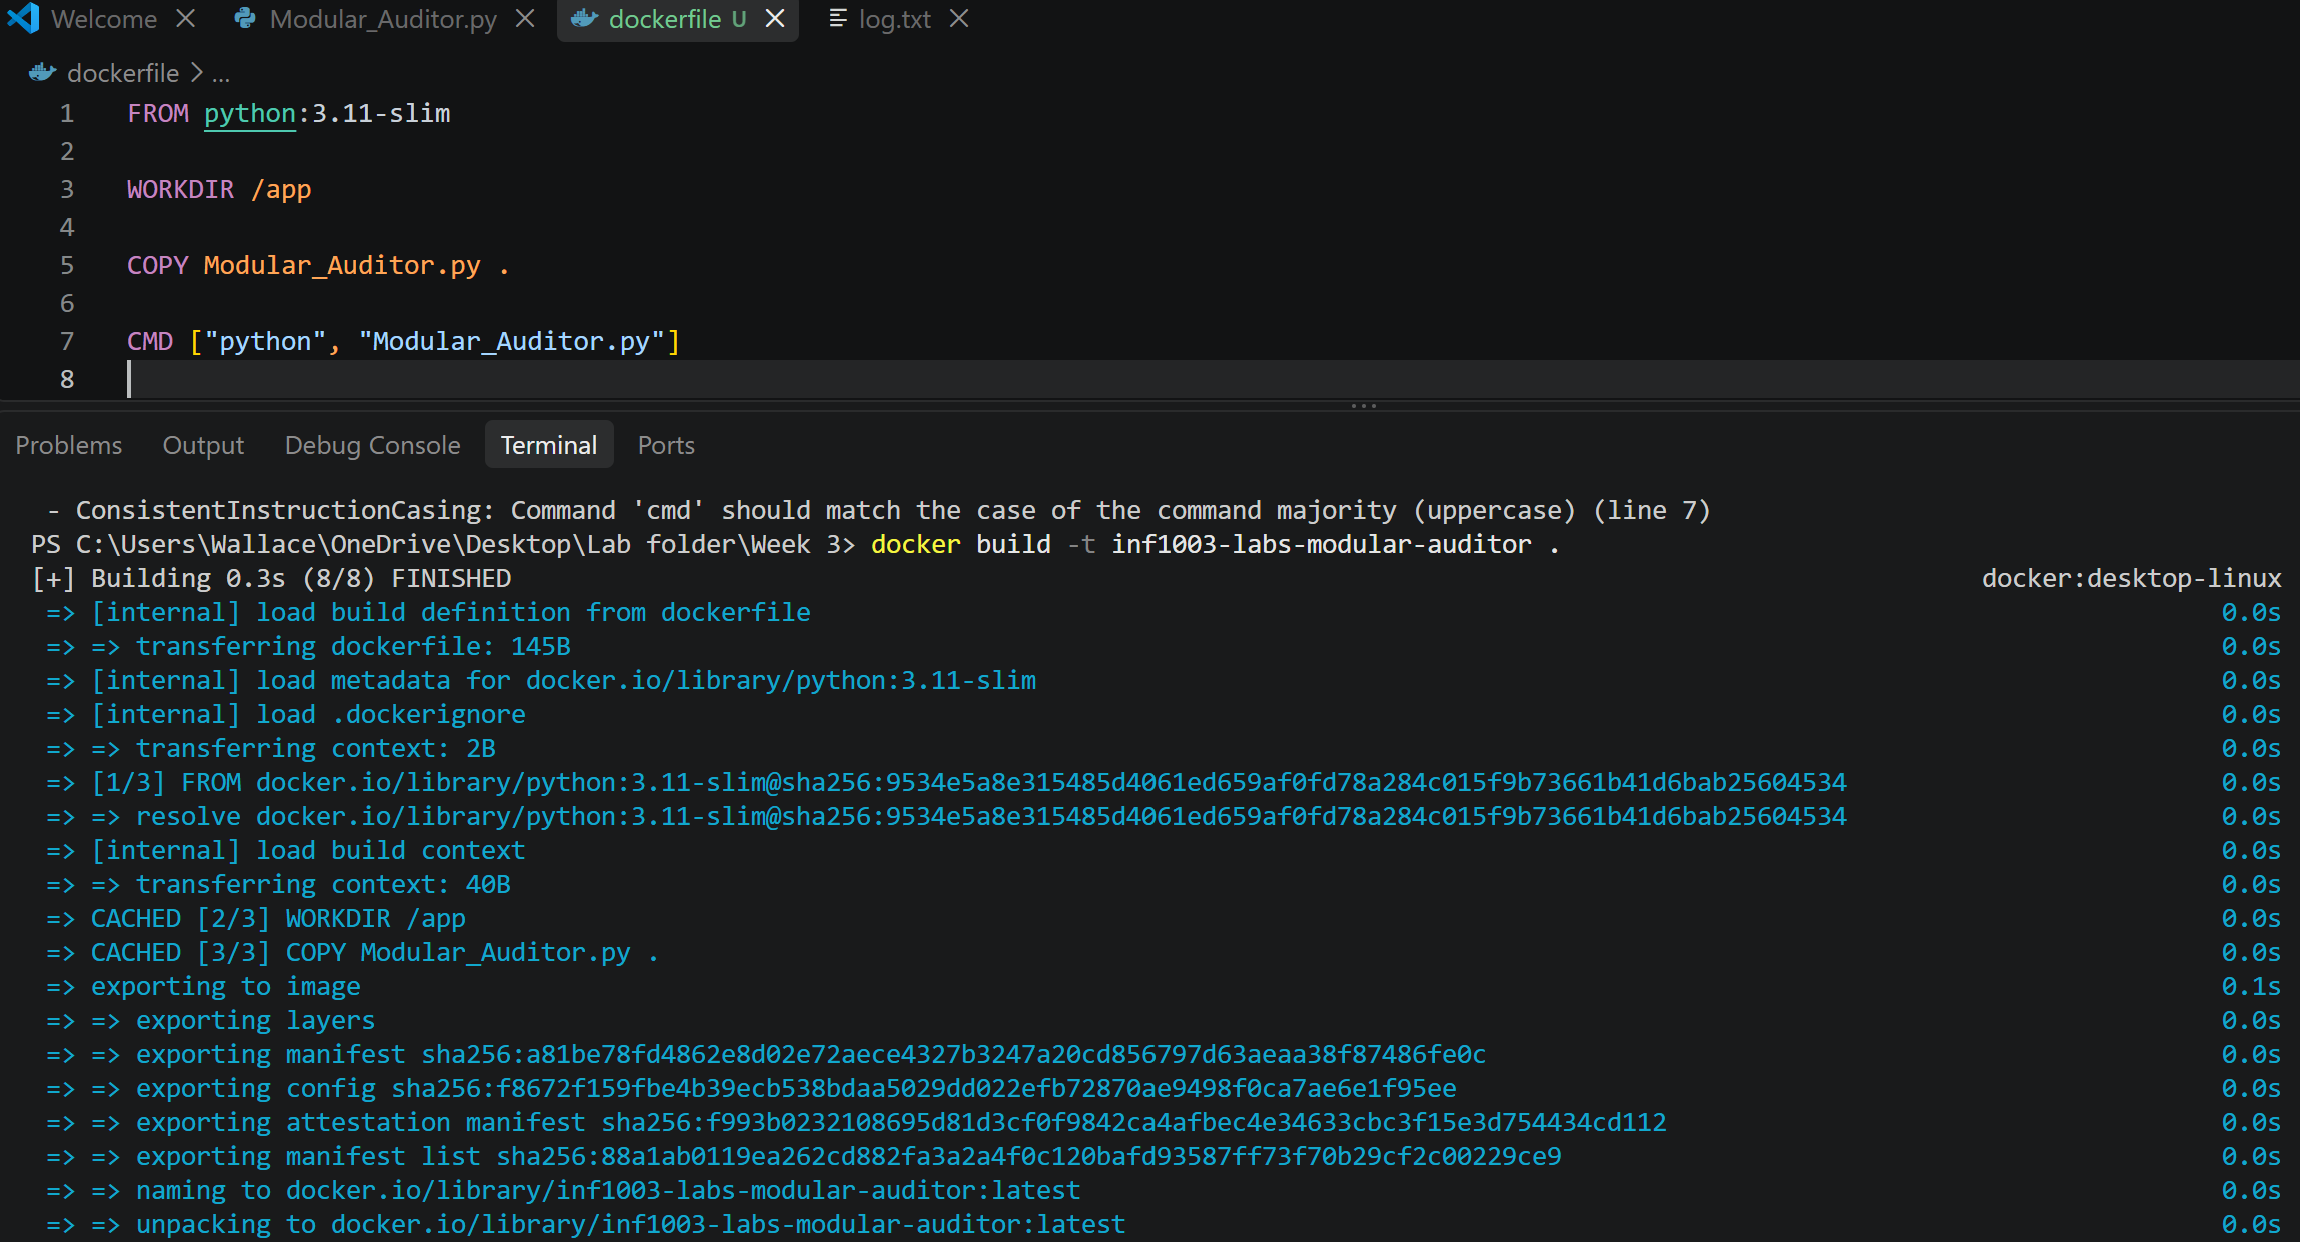 Welcome Modular_Auditor.py dockerfile U log.txt
dockerfile > ...
1 FROM python:3.11-slim
2
3 WORKDIR /app
4
5 COPY Modular_Auditor.py .
6
7 CMD ["python", "Modular_Auditor.py"]
8
Problems Output Debug Console Terminal Ports
- ConsistentInstructionCasing: Command 'cmd' should match the case of the command majority (uppercase) (line 7)
PS C:\Users\Wallace\OneDrive\Desktop\Lab folder\Week 3> docker build -t inf1003-labs-modular-auditor .
[+] Building 0.3s (8/8) FINISHED docker:desktop-linux
=> [internal] load build definition from dockerfile 0.0s
=> => transferring dockerfile: 145B 0.0s
=> [internal] load metadata for docker.io/library/python:3.11-slim 0.0s
=> [internal] load .dockerignore 0.0s
=> => transferring context: 2B 0.0s
=> [1/3] FROM docker.io/library/python:3.11-slim@sha256:9534e5a8e315485d4061ed659af0fd78a284c015f9b73661b41d6bab25604534 0.0s
=> => resolve docker.io/library/python:3.11-slim@sha256:9534e5a8e315485d4061ed659af0fd78a284c015f9b73661b41d6bab25604534 0.0s
=> [internal] load build context 0.0s
=> => transferring context: 40B 0.0s
=> CACHED [2/3] WORKDIR /app 0.0s
=> CACHED [3/3] COPY Modular_Auditor.py . 0.0s
=> exporting to image 0.1s
=> => exporting layers 0.0s
=> => exporting manifest sha256:a81be78fd4862e8d02e72aece4327b3247a20cd856797d63aeaa38f87486fe0c 0.0s
=> => exporting config sha256:f8672f159fbe4b39ecb538bdaa5029dd022efb72870ae9498f0ca7ae6e1f95ee 0.0s
=> => exporting attestation manifest sha256:f993b0232108695d81d3cf0f9842ca4afbec4e34633cbc3f15e3d754434cd112 0.0s
=> => exporting manifest list sha256:88a1ab0119ea262cd882fa3a2a4f0c120bafd93587ff73f70b29cf2c00229ce9 0.0s
=> => naming to docker.io/library/inf1003-labs-modular-auditor:latest 0.0s
=> => unpacking to docker.io/library/inf1003-labs-modular-auditor:latest 0.0s